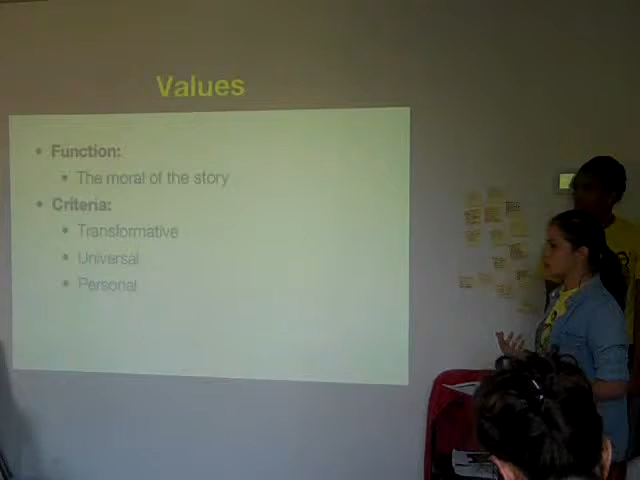 Values
• Function:
• The moral of the story
• Criteria:
• Transformative
• Universal
• Personal